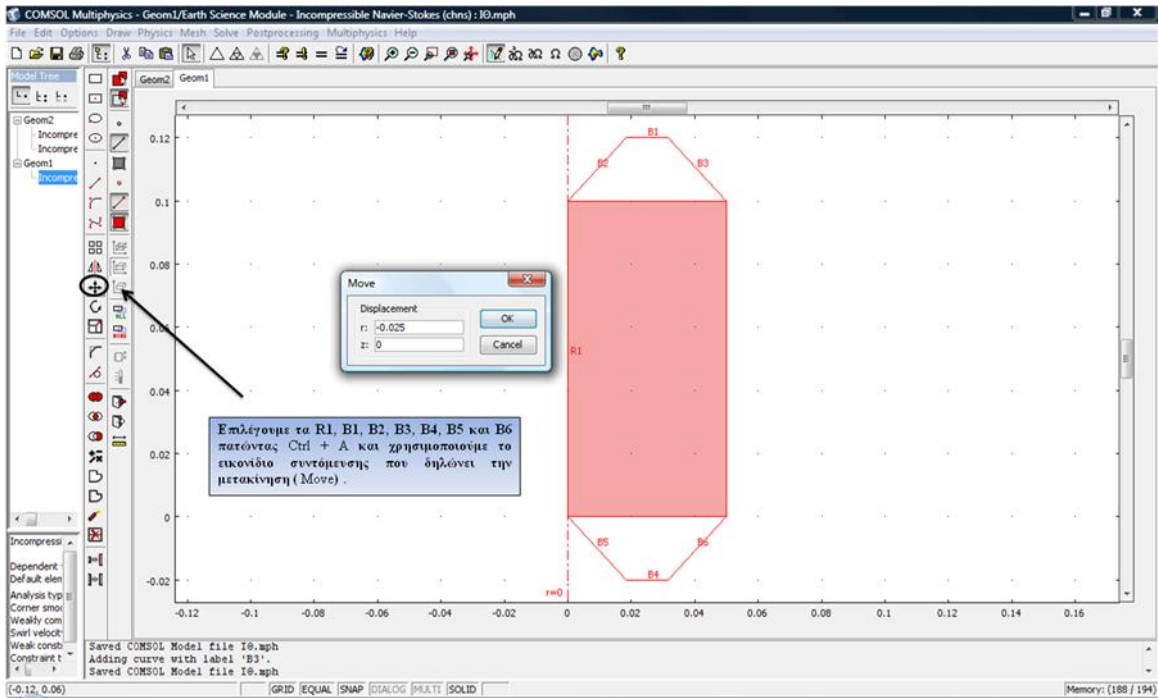 COMSOL Multiphysics - Geom1/Earth Science Module - Incompressible Navier-Stokes (chns) : IΘ.mph
File Edit Options Draw Physics Mesh Solve Postprocessing Multiphysics Help
Model Tree
Geom2
Incompre
Incompre
Geom1
Incompre
Geom2 Geom1
0.12
0.1
0.08
0.06
0.04
0.02
0
-0.02
-0.12 -0.1 -0.08 -0.06 -0.04 -0.02 0 0.02 0.04 0.06 0.08 0.1 0.12 0.14 0.16
B1
B2
B3
R1
B5
B6
B4
r=0
Move
Displacement
r: -0.025
z: 0
OK
Cancel
Επιλέγουμε τα R1, B1, B2, B3, B4, B5 και B6
πατώντας Ctrl + A και χρησιμοποιούμε το
εικονίδιο συντόμευσης που δηλώνει την
μετακίνηση ( Move) .
Incompressi
Dependent
Default elen
Analysis typ
Corner smoo
Weakly com
Swirl velocit
Weak consti
Constraint t
Saved COMSOL Model file IΘ.mph
Adding curve with label 'B3'.
Saved COMSOL Model file IΘ.mph
(-0.12, 0.06)
GRID EQUAL SNAP DIALOG MULTI SOLID
Memory: (188 / 194)